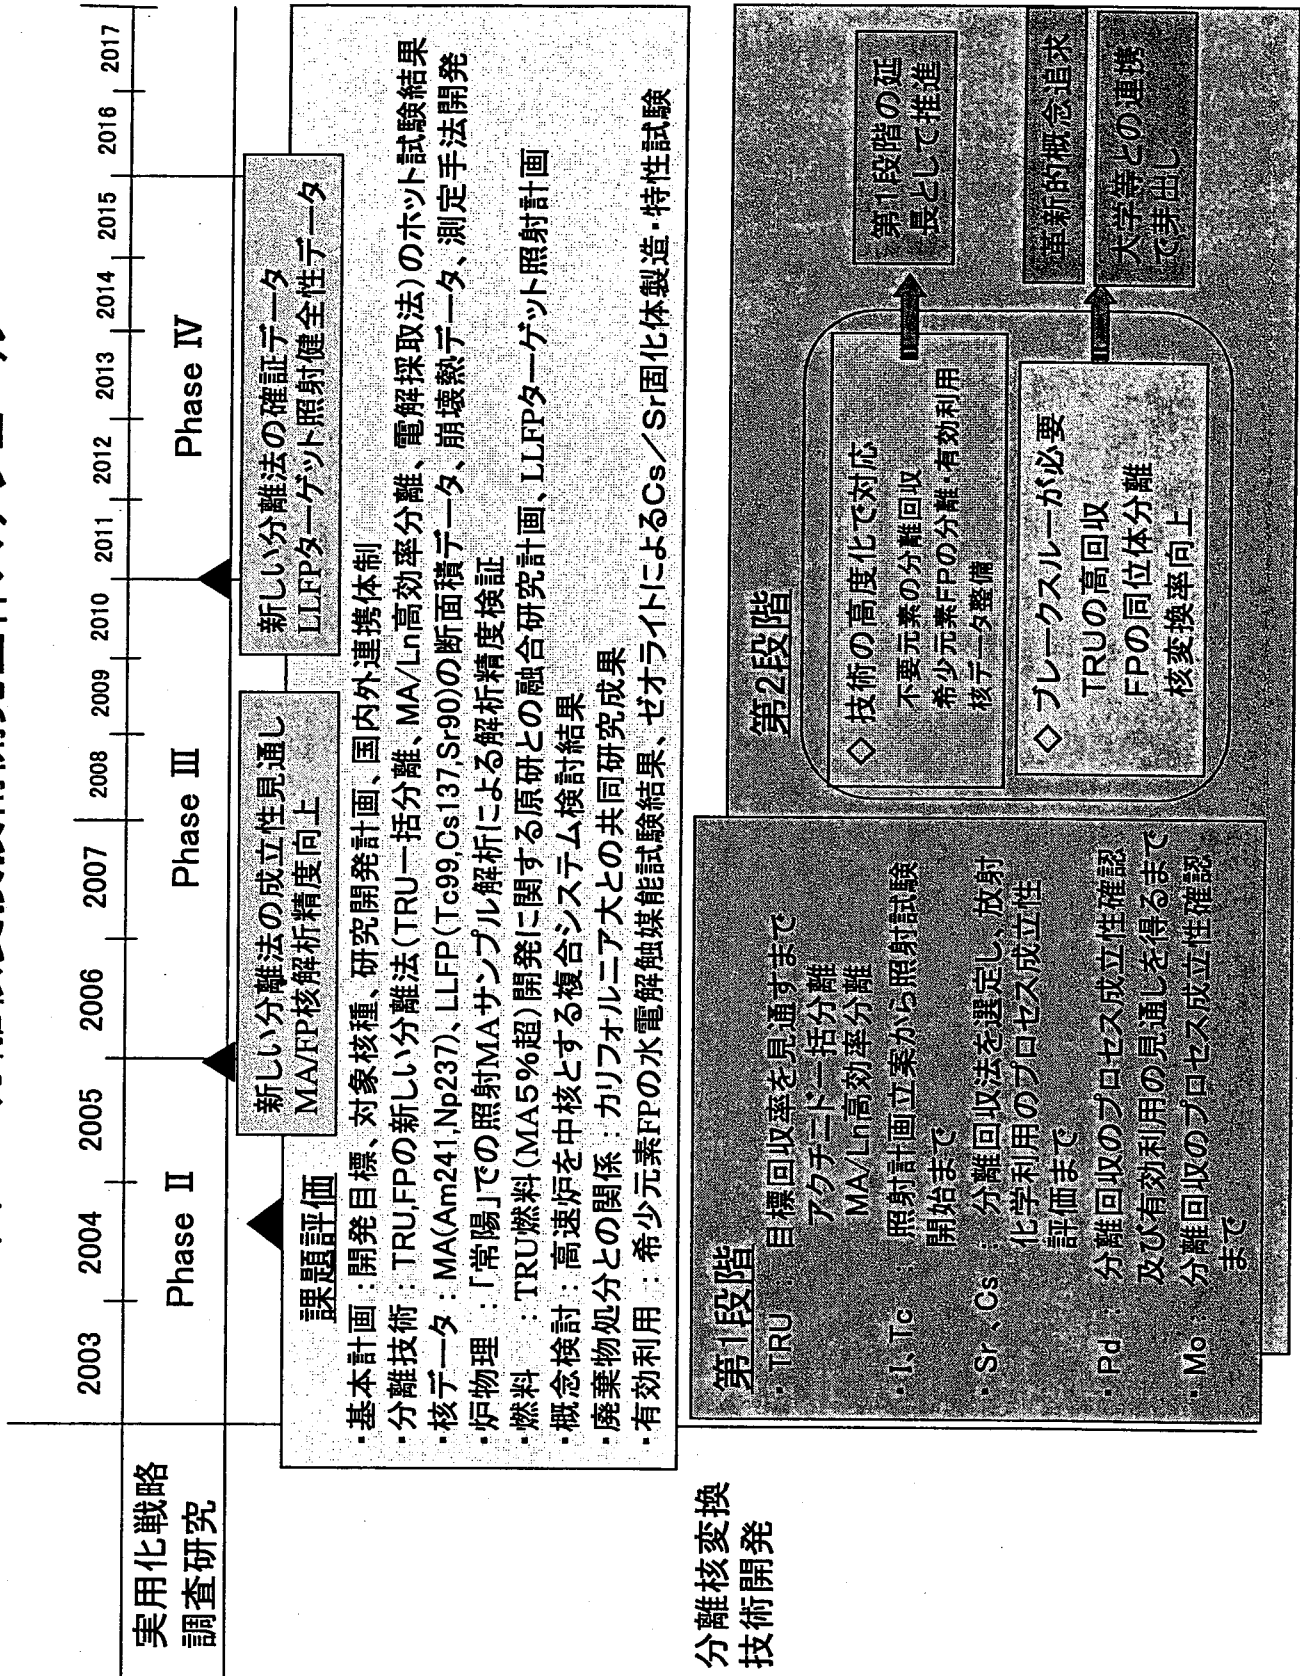 2003 2004 2005 2006 2007 2008 2009 2010 2011 2012 2013 2014 2015 2016 2017
実用化戦略
調査研究
Phase Ⅱ
Phase Ⅲ
Phase Ⅳ
新しい分離法の成立性見通し
MA/FP核解析精度向上
新しい分離法の確証データ
LLFPターゲット照射健全性データ
課題評価
・基本計画：開発目標、対象核種、研究開発計画、国内外連携体制
・分離技術：TRU,FPの新しい分離法(TRU一括分離、MA/Ln高効率分離、電解採取法)のホット試験結果
・核データ：MA(Am241,Np237)、LLFP(Tc99,Cs137,Sr90)の断面積データ、崩壊熱データ、測定手法開発
・炉物理：「常陽」での照射MAサンプル解析による解析精度検証
・燃料：TRU燃料(MA5%超)開発に関する原研との融合研究計画、LLFPターゲット照射計画
・概念検討：高速炉を中核とする複合システム検討結果
・廃棄物処分との関係：カリフォルニア大との共同研究成果
・有効利用：希少元素FPの水電解触媒能試験結果、ゼオライトによるCs／Sr固化体製造・特性試験
分離核変換
技術開発
第1段階
・TRU：目標回収率を見通すまで
アクチニド一括分離
MA/Ln高効率分離
・I、Tc：照射計画立案から照射試験
開始まで
・Sr、Cs：分離回収法を選定し、放射
化学利用のプロセス成立性
評価まで
・Pd：分離回収のプロセス成立性確認
及び有効利用の見通しを得るまで
・Mo：分離回収のプロセス成立性確認
まで
第2段階
◇ 技術の高度化で対応
不要元素の分離回収
希少元素FPの分離・有効利用
核データ整備
◇ ブレークスルーが必要
TRUの高回収
FPの同位体分離
核変換率向上
第1段階の延
長として推進
革新的概念追求
大学等との連携
で芽出し